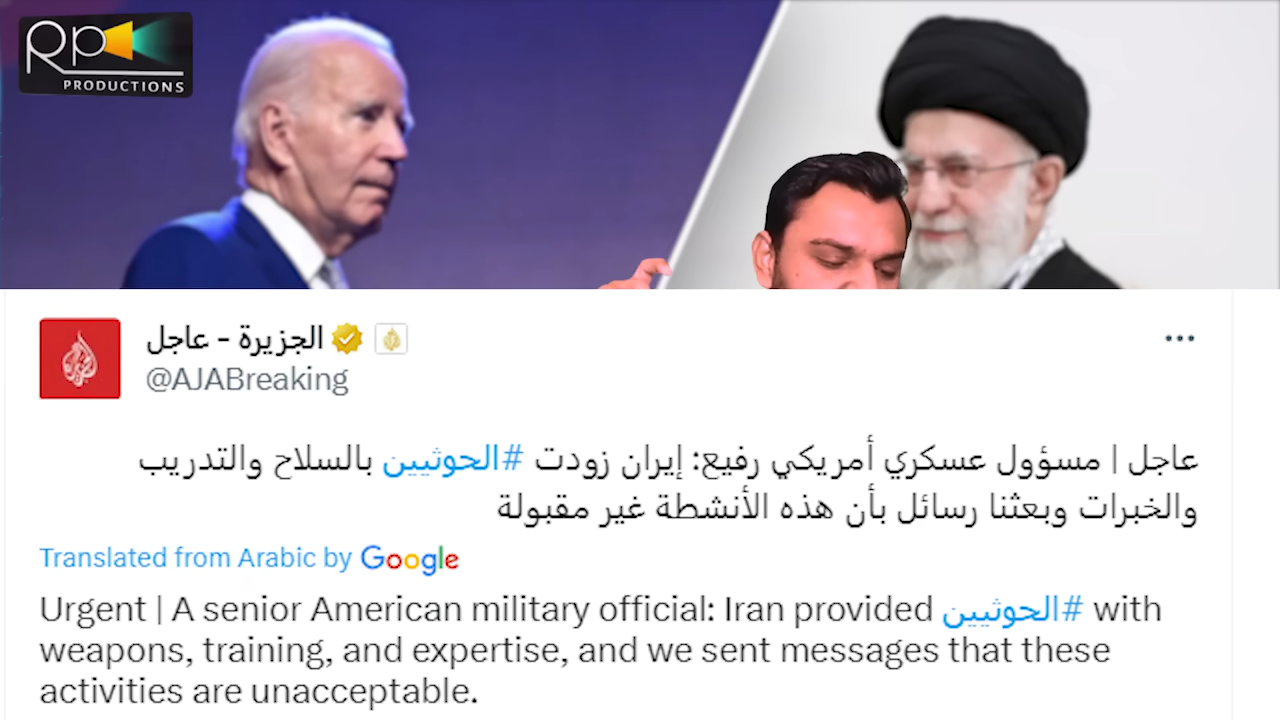 RP
PRODUCTIONS
الجزيرة - عاجل
@AJABreaking
عاجل | مسؤول عسكري أمريكي رفيع: إيران زودت #الحوثيين بالسلاح والتدريب
والخبرات وبعثنا رسائل بأن هذه الأنشطة غير مقبولة
Translated from Arabic by Google
Urgent | A senior American military official: Iran provided #الحوثيين with
weapons, training, and expertise, and we sent messages that these
activities are unacceptable.